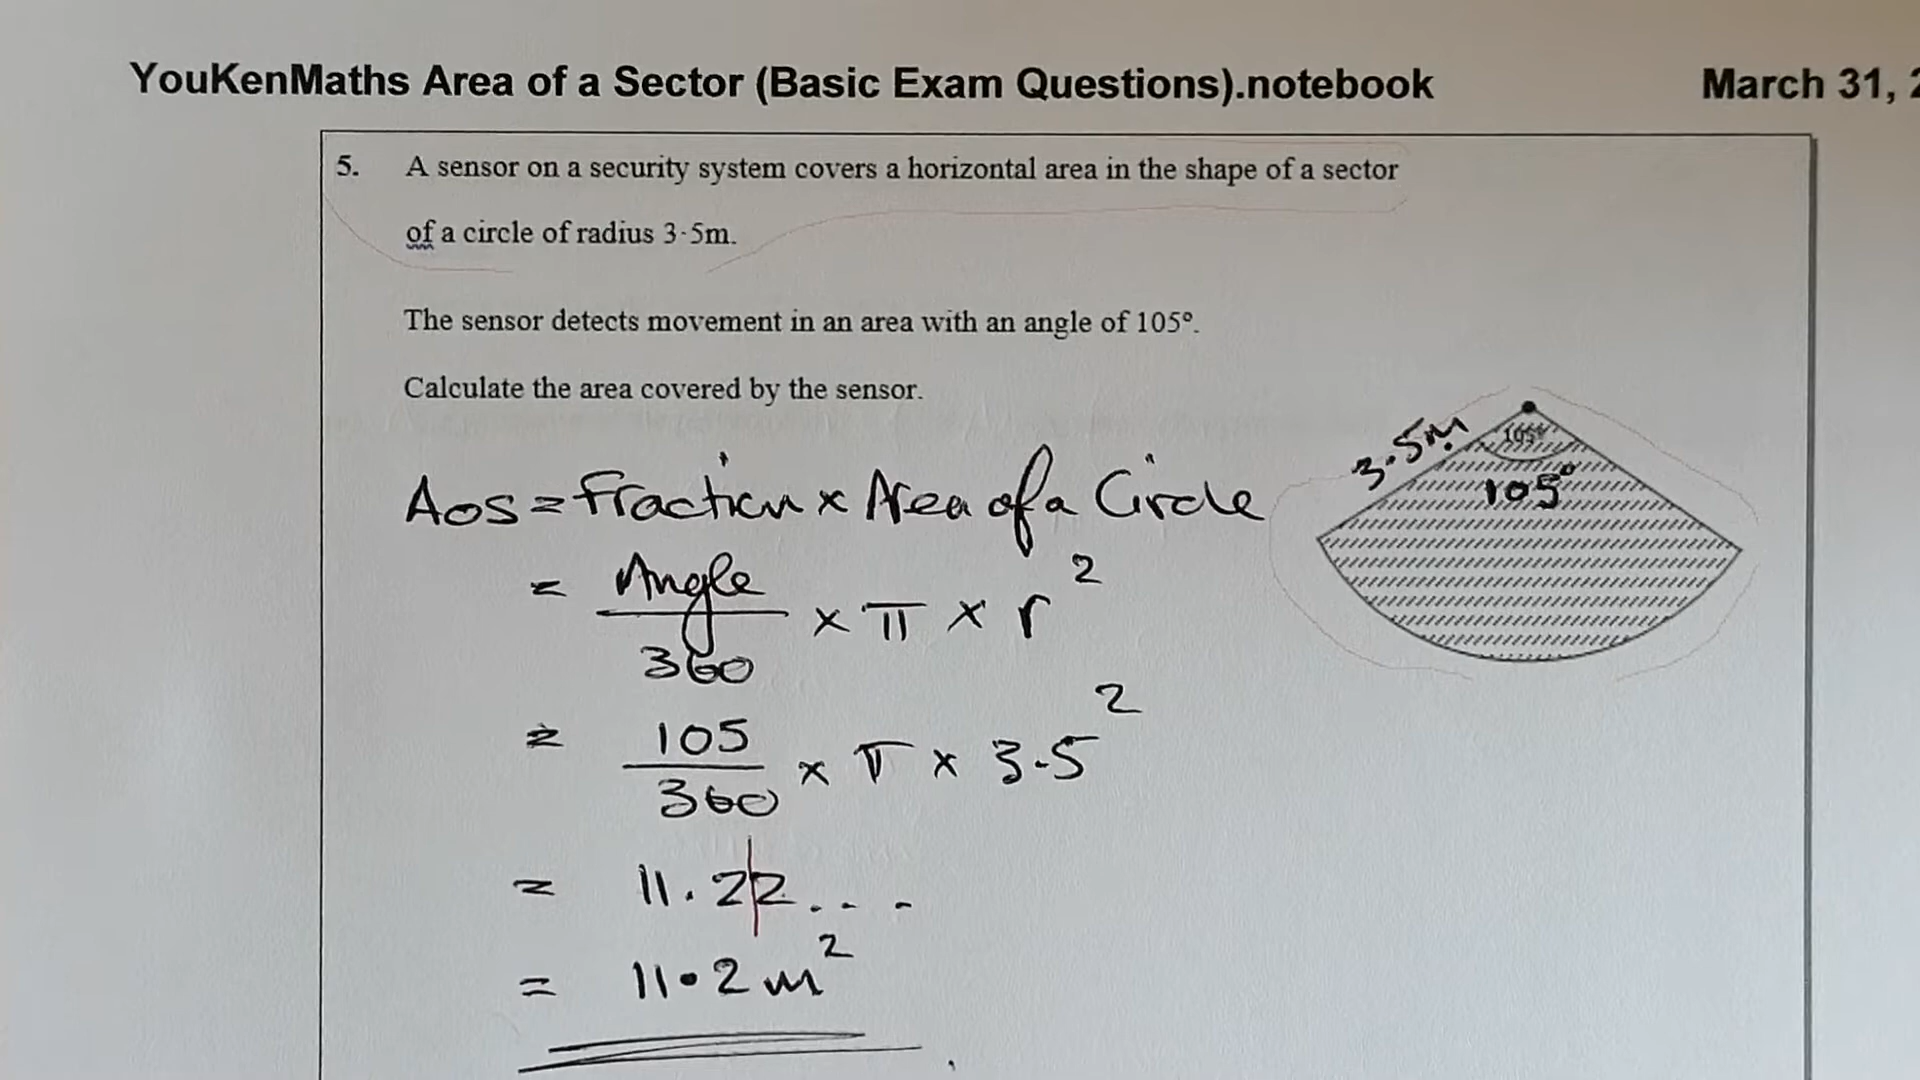 YouKenMaths Area of a Sector (Basic Exam Questions).notebook March 31,
5. A sensor on a security system covers a horizontal area in the shape of a sector
of a circle of radius 3·5m.
The sensor detects movement in an area with an angle of 105°.
Calculate the area covered by the sensor.
3.5m
105°
105°
AOS = Fraction × Area of a Circle
= Angle/360 × π × r²
= 105/360 × π × 3.5²
= 11.22...
= 11.2 m²